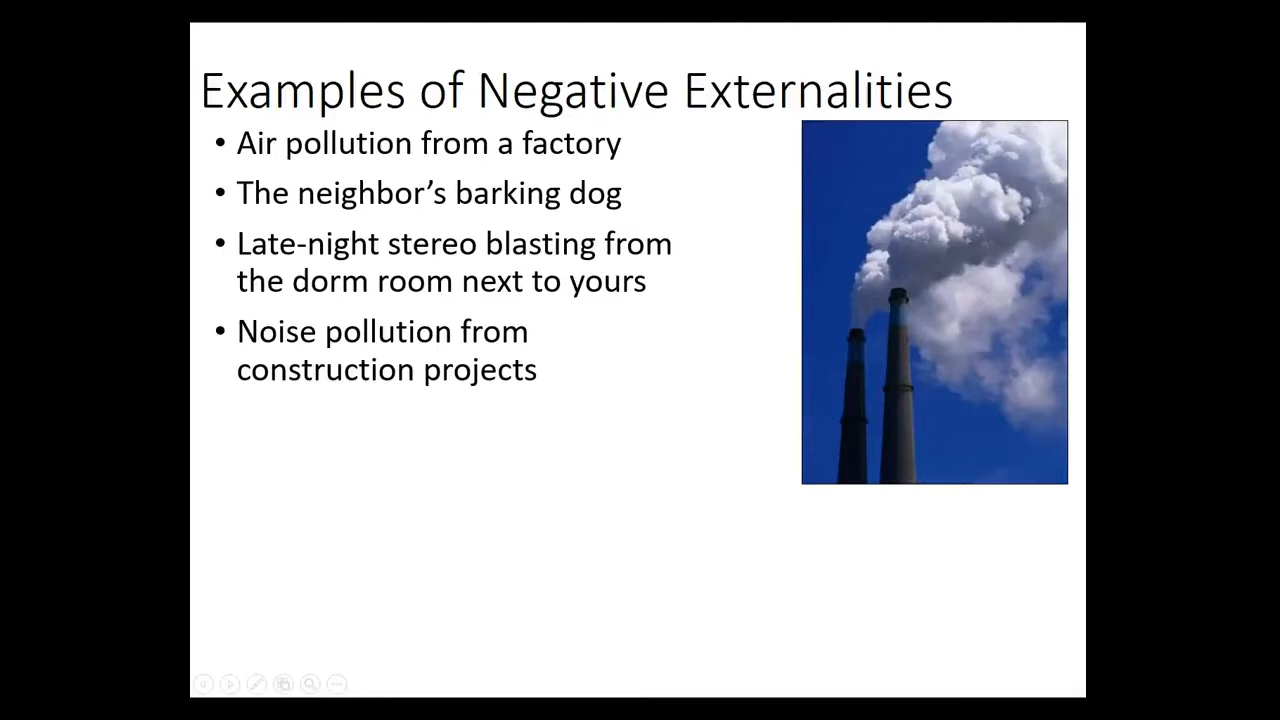 Examples of Negative Externalities
• Air pollution from a factory
• The neighbor’s barking dog
• Late-night stereo blasting from
the dorm room next to yours
• Noise pollution from
construction projects